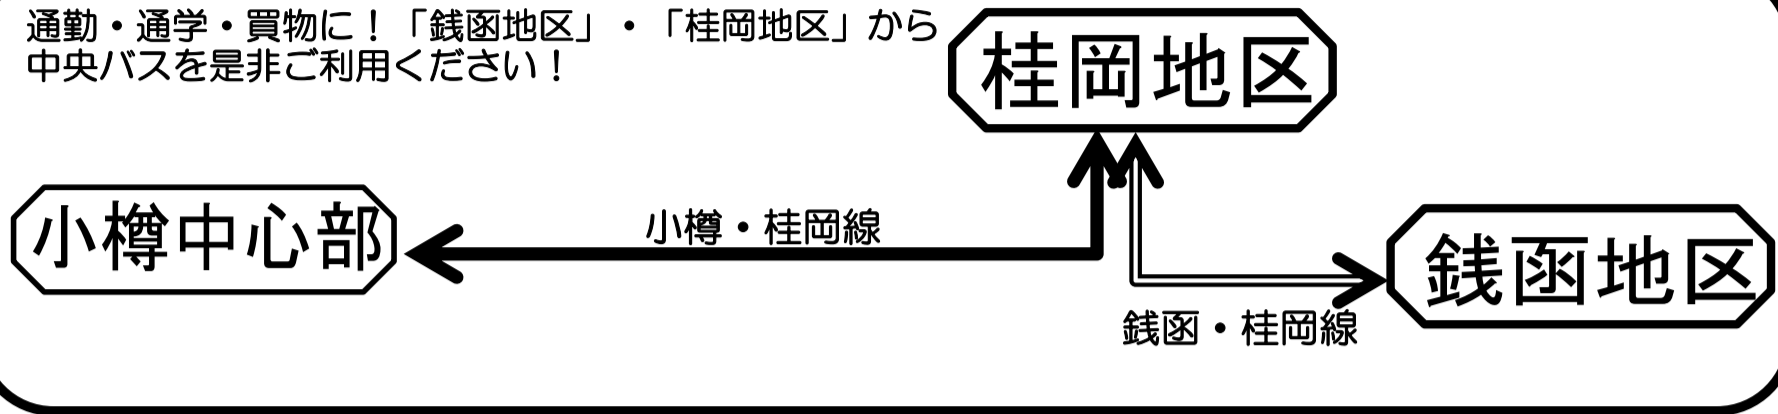 通勤・通学・買物に！「銭函地区」・「桂岡地区」から
中央バスを是非ご利用ください！
桂岡地区
小樽中心部
小樽・桂岡線
銭函地区
銭函・桂岡線